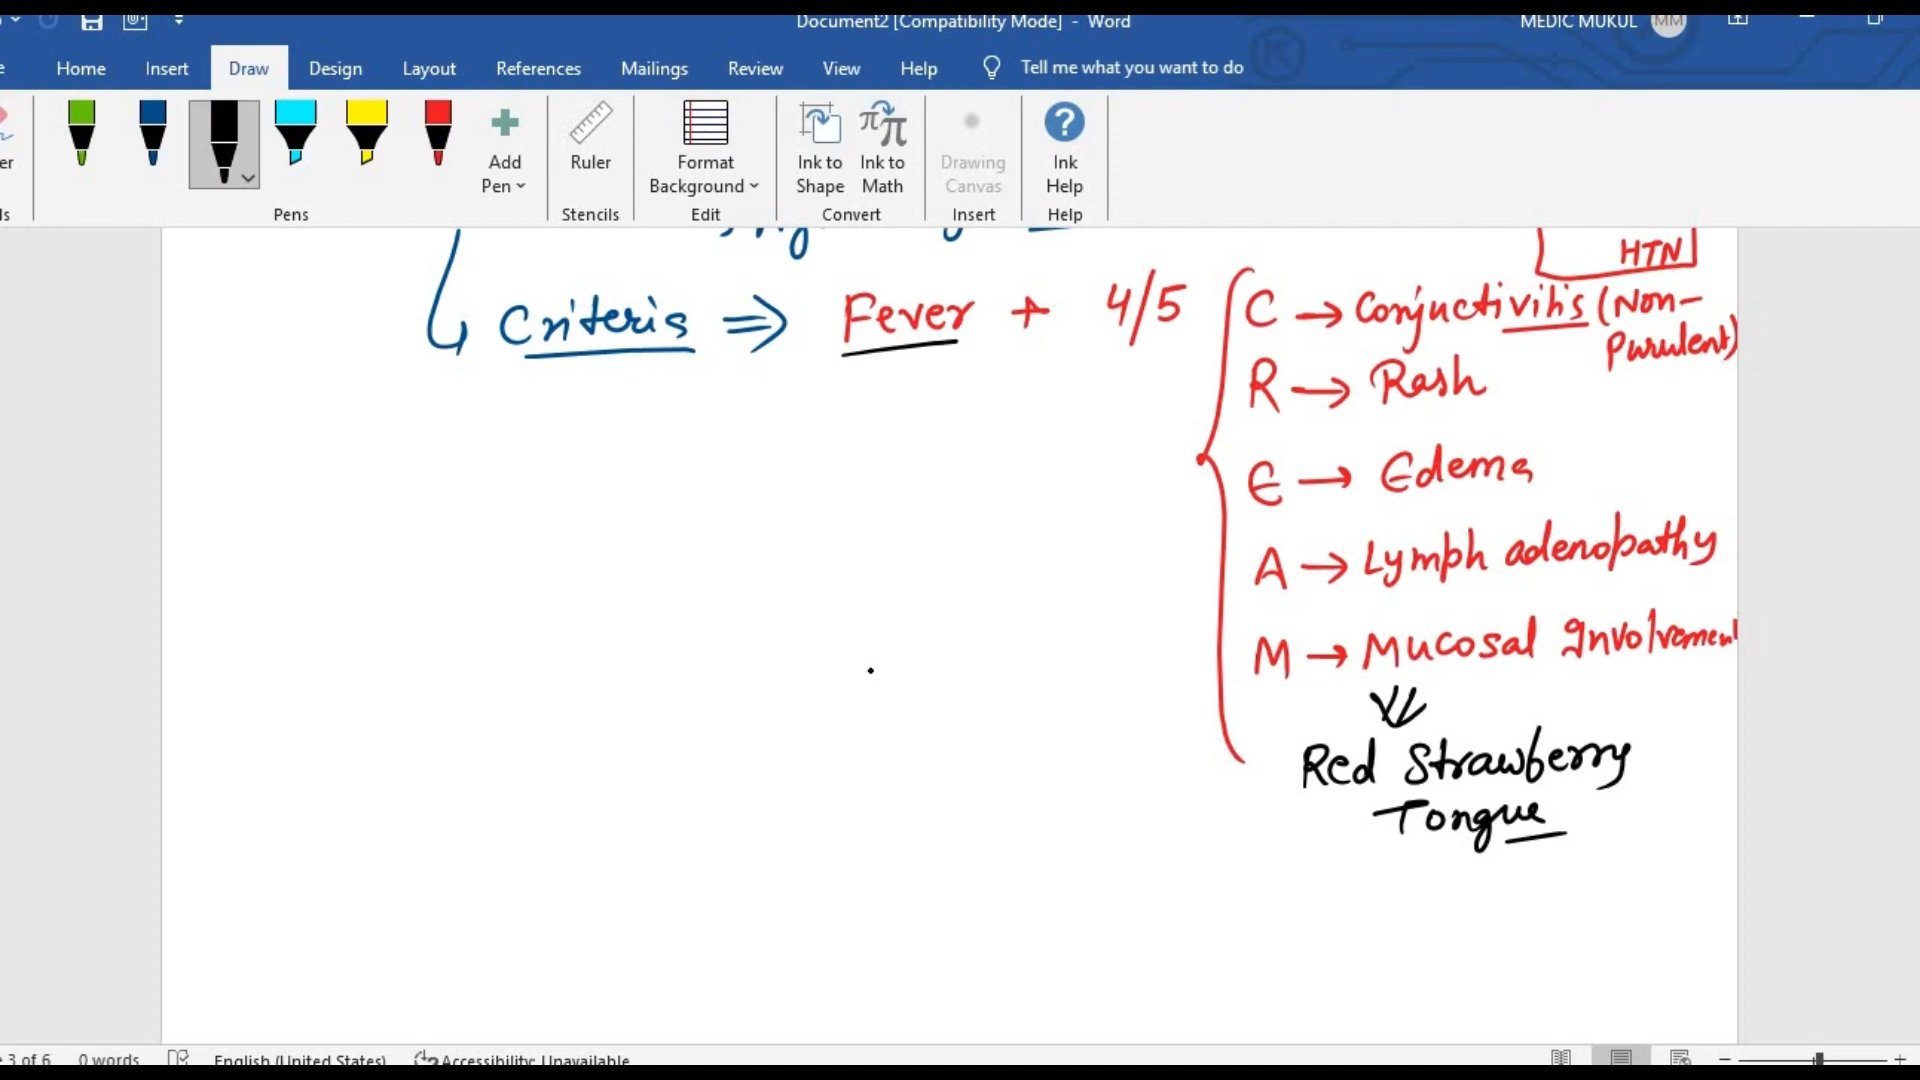 Document2 [Compatibility Mode] - Word
MEDIC MUKUL MM
Home Insert Draw Design Layout References Mailings Review View Help Tell me what you want to do
Add Pen
Ruler
Format Background
Ink to Shape
Ink to Math
Drawing Canvas
Ink Help
Pens Stencils Edit Convert Insert Help
HTN
Criteris ⇒ Fever + 4/5
C → Conjuctivitis (Non-
Purulent)
R → Rash
E → Edema
A → Lymph adenopathy
M → Mucosal Involvement
Red Strawberry
Tongue
3 of 6 0 words English (United States) Accessibility: Unavailable